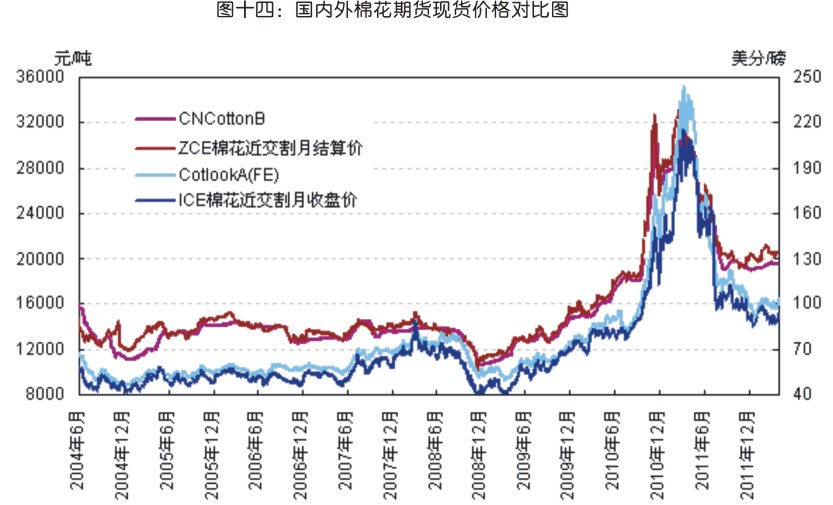 图十四：国内外棉花期货现货价格对比图
元/吨
美分/磅
36000
32000
28000
24000
20000
16000
12000
8000
CNCottonB
ZCE棉花近交割月结算价
CotlookA(FE)
ICE棉花近交割月收盘价
250
220
190
160
130
100
70
40
2004年6月
2004年12月
2005年6月
2005年12月
2006年6月
2006年12月
2007年6月
2007年12月
2008年6月
2008年12月
2009年6月
2009年12月
2010年6月
2010年12月
2011年6月
2011年12月